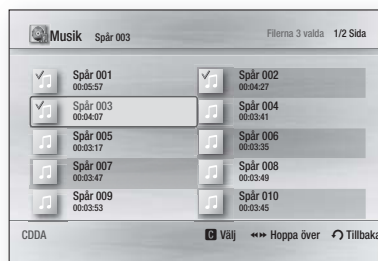 Musik Spår 003 Filerna 3 valda 1/2 Sida
Spår 001
00:05:57
Spår 002
00:04:27
Spår 003
00:04:07
Spår 004
00:03:41
Spår 005
00:03:17
Spår 006
00:03:35
Spår 007
00:03:47
Spår 008
00:03:49
Spår 009
00:03:53
Spår 010
00:03:45
CDDA C Välj Hoppa över Tillbaka